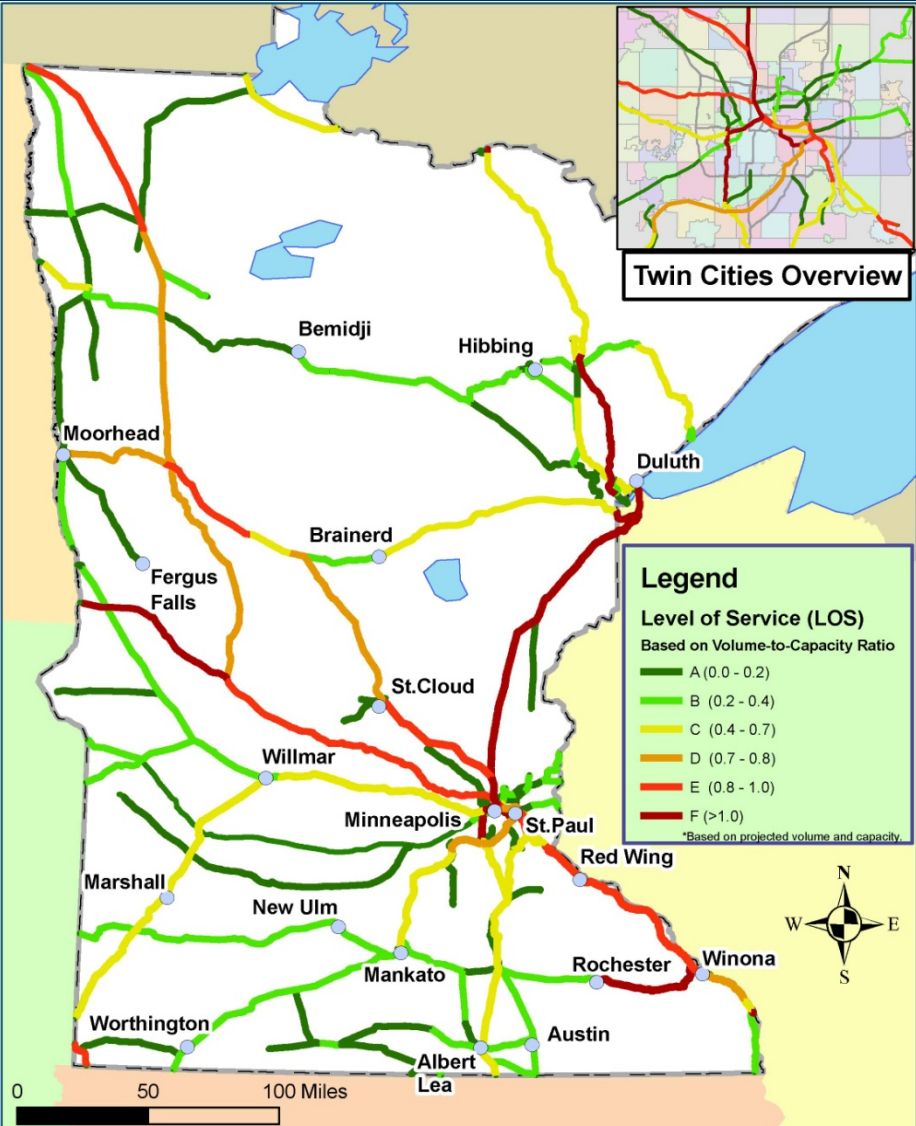 Twin Cities Overview
Bemidji
Hibbing
Moorhead
Duluth
Brainerd
Fergus
Falls
Legend
Level of Service (LOS)
Based on Volume-to-Capacity Ratio
A (0.0 - 0.2)
B (0.2 - 0.4)
C (0.4 - 0.7)
D (0.7 - 0.8)
E (0.8 - 1.0)
F (>1.0)
*Based on projected volume and capacity.
St.Cloud
Willmar
Minneapolis
St.Paul
Red Wing
Marshall
New Ulm
N
W
E
S
Mankato
Rochester
Winona
Worthington
Albert
Lea
Austin
0
50
100 Miles